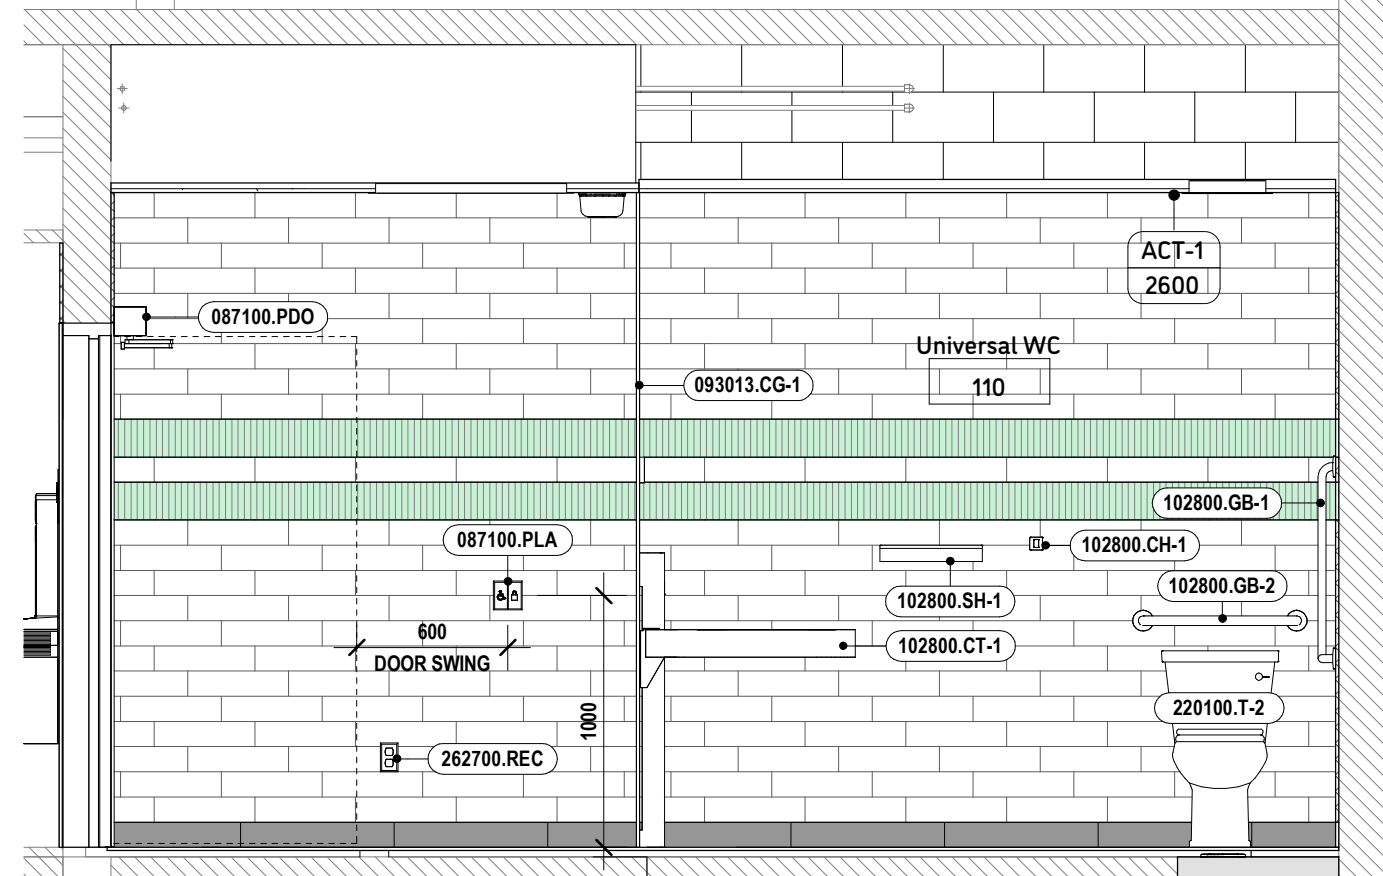 ACT-1
2600
087100.PDO
Universal WC
110
093013.CG-1
102800.GB-1
087100.PLA
102800.CH-1
102800.GB-2
102800.SH-1
600
DOOR SWING
102800.CT-1
1000
220100.T-2
262700.REC